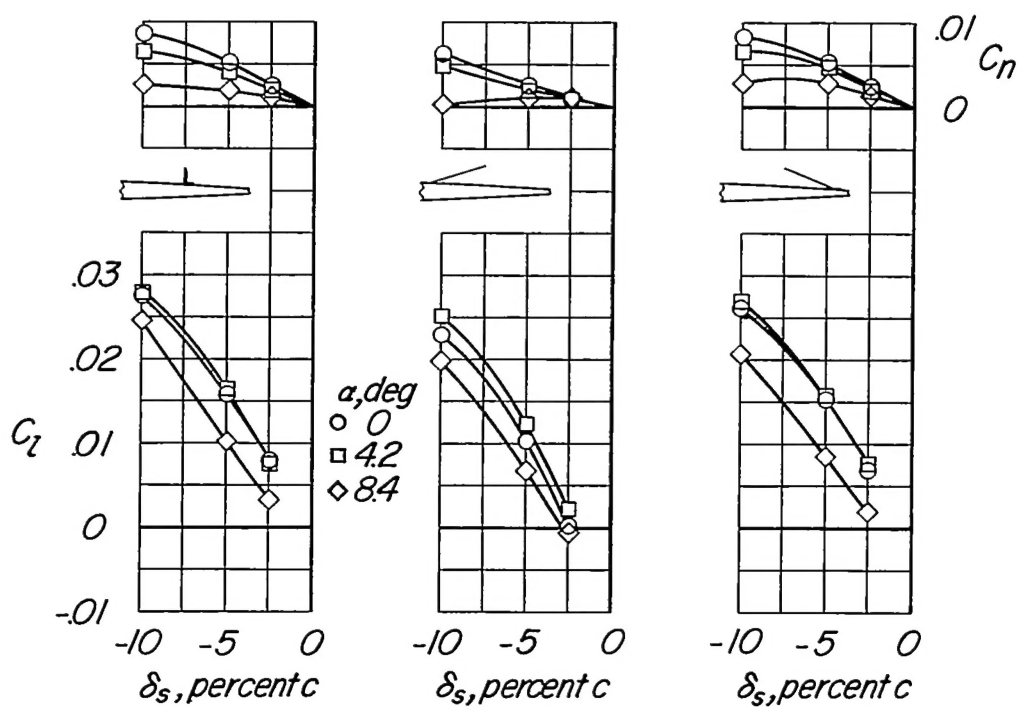 .01
Cn
0
.03
.02
α, deg
○ 0
Cl
.01
□ 4.2
◇ 8.4
0
-.01
-10 -5 0 -10 -5 0 -10 -5 0
δs, percent c δs, percent c δs, percent c